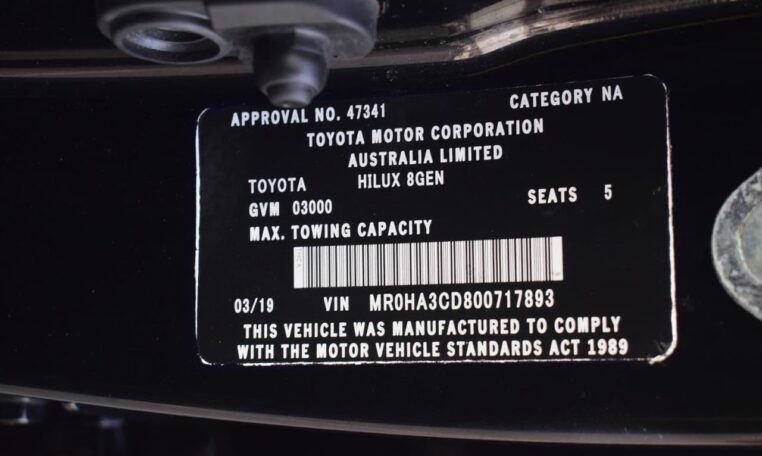 APPROVAL NO. 47341 CATEGORY NA
TOYOTA MOTOR CORPORATION
AUSTRALIA LIMITED
TOYOTA HILUX 8GEN
GVM 03000 SEATS 5
MAX. TOWING CAPACITY
03/19 VIN MR0HA3CD800717893
THIS VEHICLE WAS MANUFACTURED TO COMPLY
WITH THE MOTOR VEHICLE STANDARDS ACT 1989